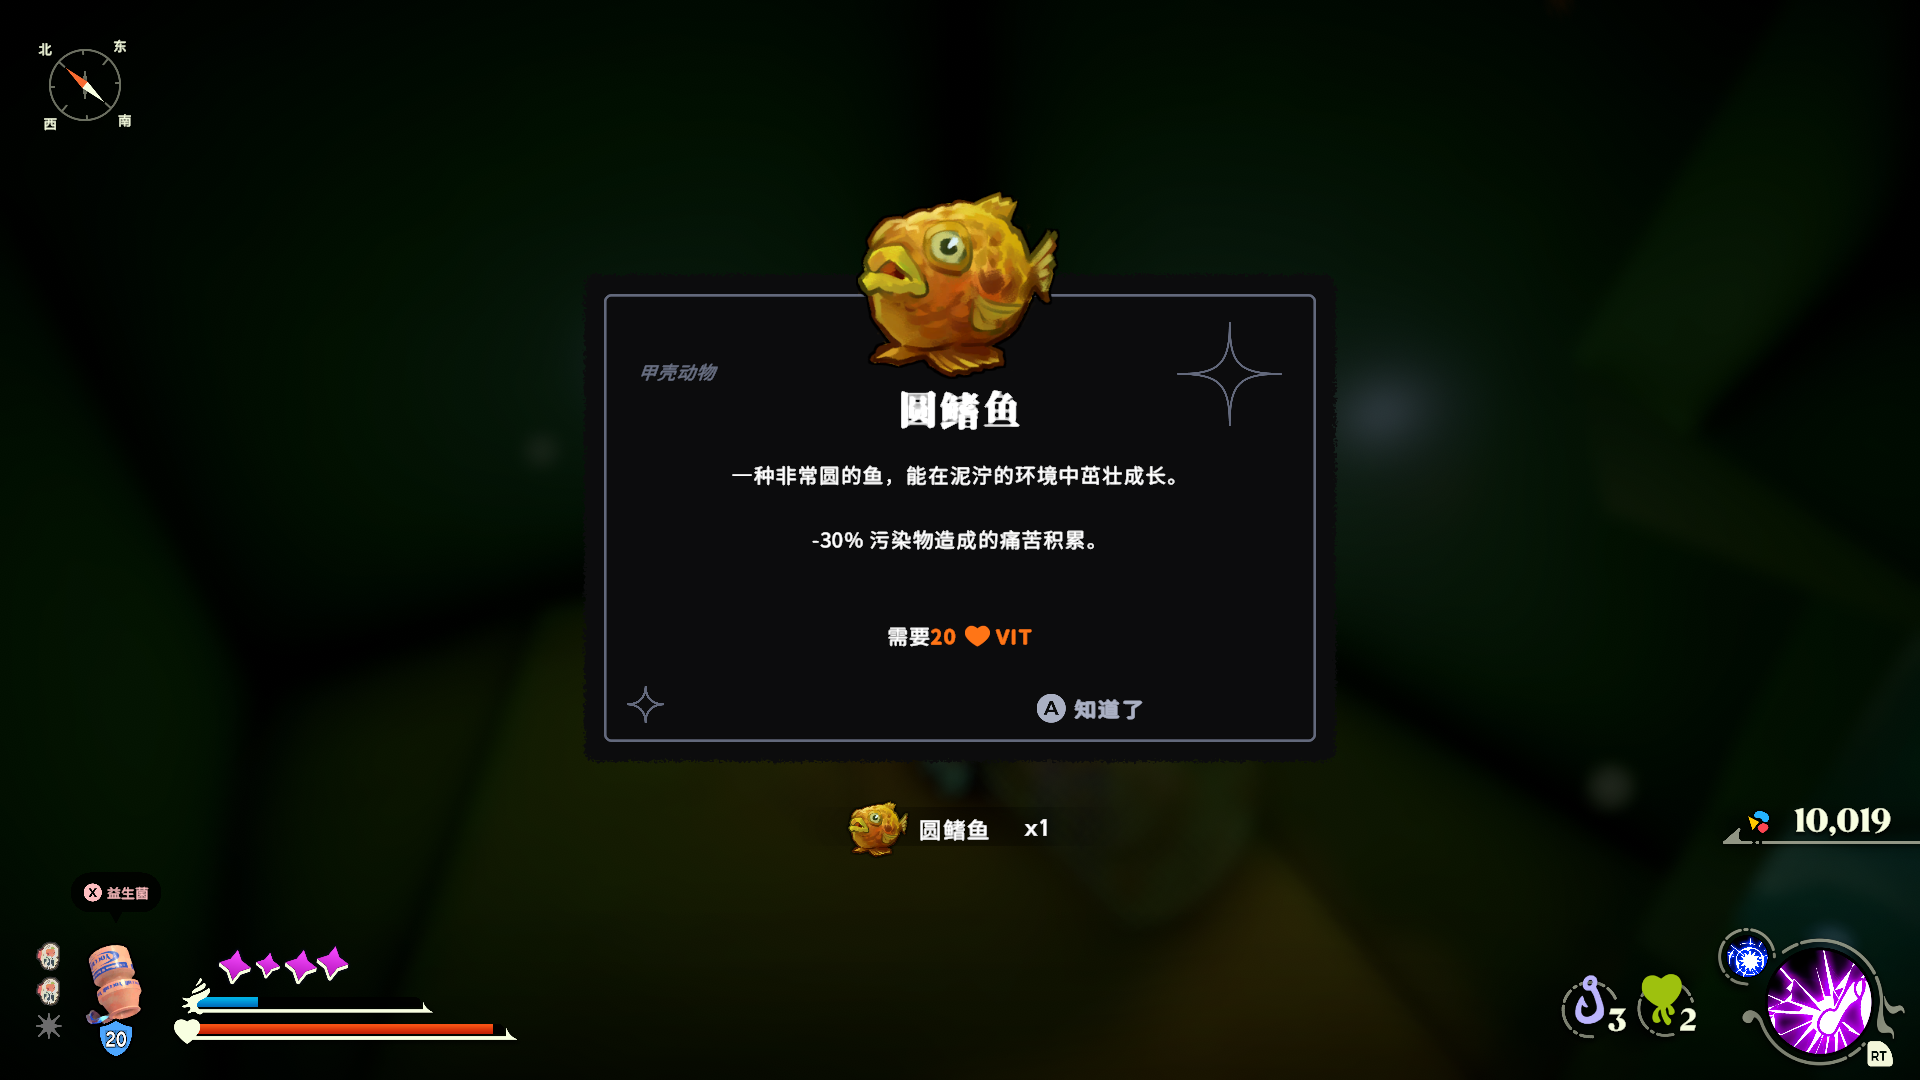 北 东
西 南
甲壳动物
圆鳍鱼
一种非常圆的鱼，能在泥泞的环境中茁壮成长。
-30% 污染物造成的痛苦积累。
需要20 VIT
A 知道了
圆鳍鱼 x1
10,019
X 益生菌
20
3
2
RT